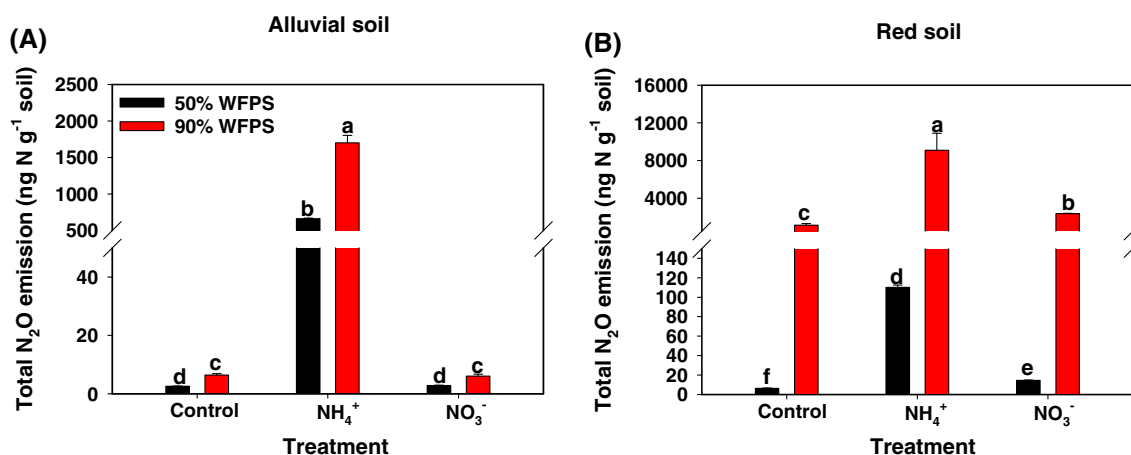 (A)
Alluvial soil
Total N₂O emission (ng N g⁻¹ soil)
2500
2000
1500
1000
500
40
20
0
50% WFPS
90% WFPS
d
c
b
a
d
c
Control
NH₄⁺
NO₃⁻
Treatment
(B)
Red soil
Total N₂O emission (ng N g⁻¹ soil)
16000
12000
8000
4000
140
120
100
80
60
40
20
0
f
c
d
a
e
b
Control
NH₄⁺
NO₃⁻
Treatment